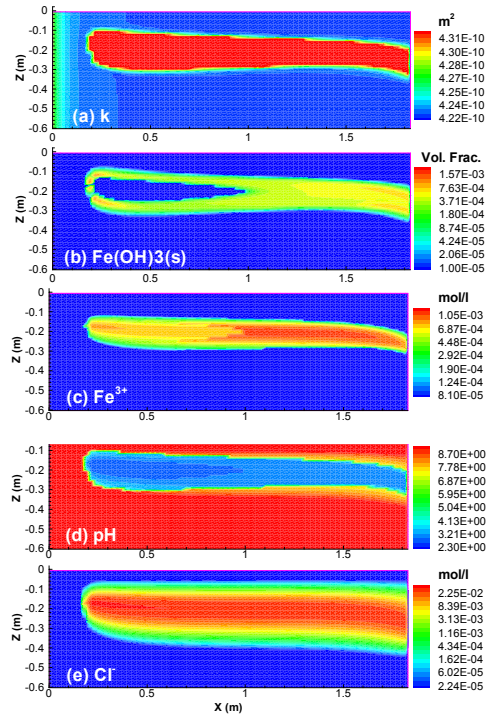 m²
0
-0.1
-0.2
-0.3
-0.4
-0.5
-0.6
Z (m)
(a) k
0.5
1
1.5
4.31E-10
4.30E-10
4.28E-10
4.27E-10
4.25E-10
4.24E-10
4.22E-10
Vol. Frac.
0
-0.1
-0.2
-0.3
-0.4
-0.5
-0.6
Z (m)
(b) Fe(OH)3(s)
0.5
1
1.5
1.57E-03
7.63E-04
3.71E-04
1.80E-04
8.74E-05
4.24E-05
2.06E-05
1.00E-05
mol/l
0
-0.1
-0.2
-0.3
-0.4
-0.5
-0.6
Z (m)
(c) Fe³⁺
0.5
1
1.5
1.05E-03
6.87E-04
4.48E-04
2.92E-04
1.90E-04
1.24E-04
8.10E-05
-0.1
-0.2
-0.3
-0.4
-0.5
-0.6
Z (m)
(d) pH
0.5
1
1.5
8.70E+00
7.78E+00
6.87E+00
5.95E+00
5.04E+00
4.13E+00
3.21E+00
2.30E+00
mol/l
0
-0.1
-0.2
-0.3
-0.4
-0.5
-0.6
Z (m)
(e) Cl⁻
0.5
1
1.5
X (m)
2.25E-02
8.39E-03
3.13E-03
1.16E-03
4.34E-04
1.62E-04
6.02E-05
2.24E-05